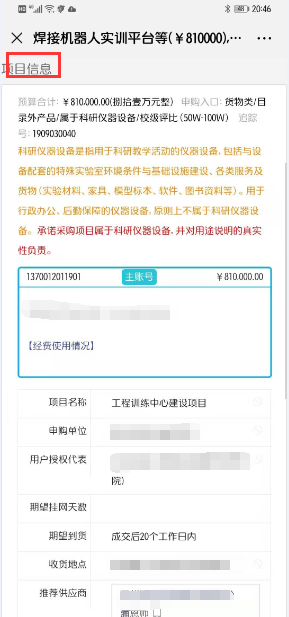 20:46
焊接机器人实训平台等(￥810000),…
项目信息
预算合计: ￥810,000.00(捌拾壹万元整) 申购入口: 货物类/目
录外产品/属于科研仪器设备/校级评比 (50W-100W) 追踪
号: 1909030040
科研仪器设备是指用于科研教学活动的仪器设备, 包括与设
备配套的特殊实验室环境条件与基础设施建设、各类服务及
货物 (实验材料、家具、模型标本、软件、图书资料等) 。用于
行政办公、后勤保障的仪器设备, 原则上不属于科研仪器设
备。承诺采购项目属于科研仪器设备, 并对用途说明的真实
性负责。
1370012011901 主账号 ￥810,000.00
【经费使用情况】
项目名称 工程训练中心建设项目
申购单位
用户授权代表
院)
期望挂网天数
期望到货 成交后20个工作日内
收货地点
推荐供应商